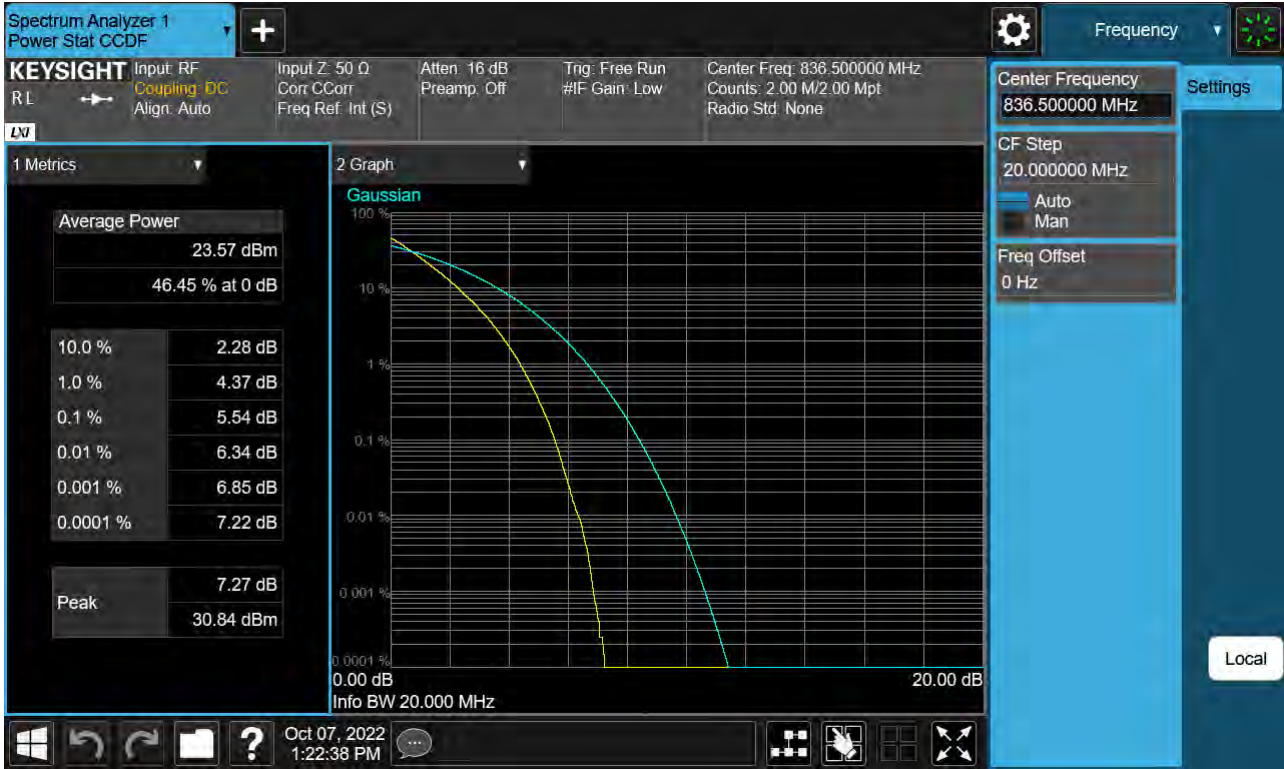 Spectrum Analyzer 1
Power Stat CCDF
Frequency
KEYSIGHT
R L
LXI
Input: RF
Coupling: DC
Align: Auto
Input Z: 50 Ω
Corr CCorr
Freq Ref: Int (S)
Atten: 16 dB
Preamp: Off
Trig: Free Run
#IF Gain: Low
Center Freq: 836.500000 MHz
Counts: 2.00 M/2.00 Mpt
Radio Std: None
1 Metrics
Average Power
23.57 dBm
46.45 % at 0 dB
10.0 % 2.28 dB
1.0 % 4.37 dB
0.1 % 5.54 dB
0.01 % 6.34 dB
0.001 % 6.85 dB
0.0001 % 7.22 dB
Peak
7.27 dB
30.84 dBm
2 Graph
Gaussian
100 %
10 %
1 %
0.1 %
0.01 %
0.001 %
0.0001 %
0.00 dB 20.00 dB
Info BW 20.000 MHz
Center Frequency
836.500000 MHz
CF Step
20.000000 MHz
Auto
Man
Freq Offset
0 Hz
Settings
Local
Oct 07, 2022
1:22:38 PM